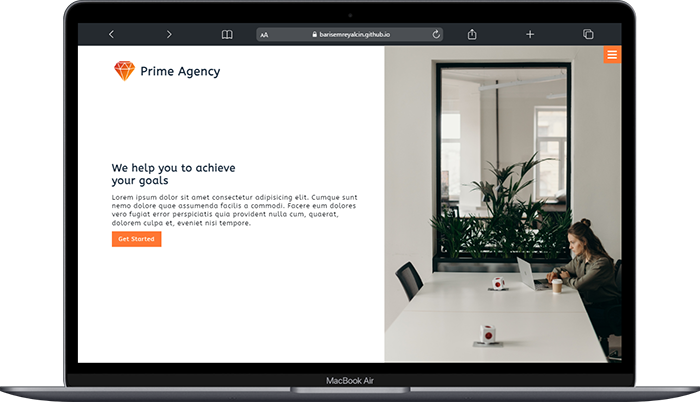 AA
barisemreyalcin.github.io
Prime Agency
We help you to achieve
your goals
Lorem ipsum dolor sit amet consectetur adipisicing elit. Cumque sunt
nemo dolore quae assumenda facilis a commodi. Facere eum dolores
vero fugiat error perspiciatis quia provident nulla cum, quaerat,
dolorem culpa et, eveniet nisi tempore.
Get Started
MacBook Air